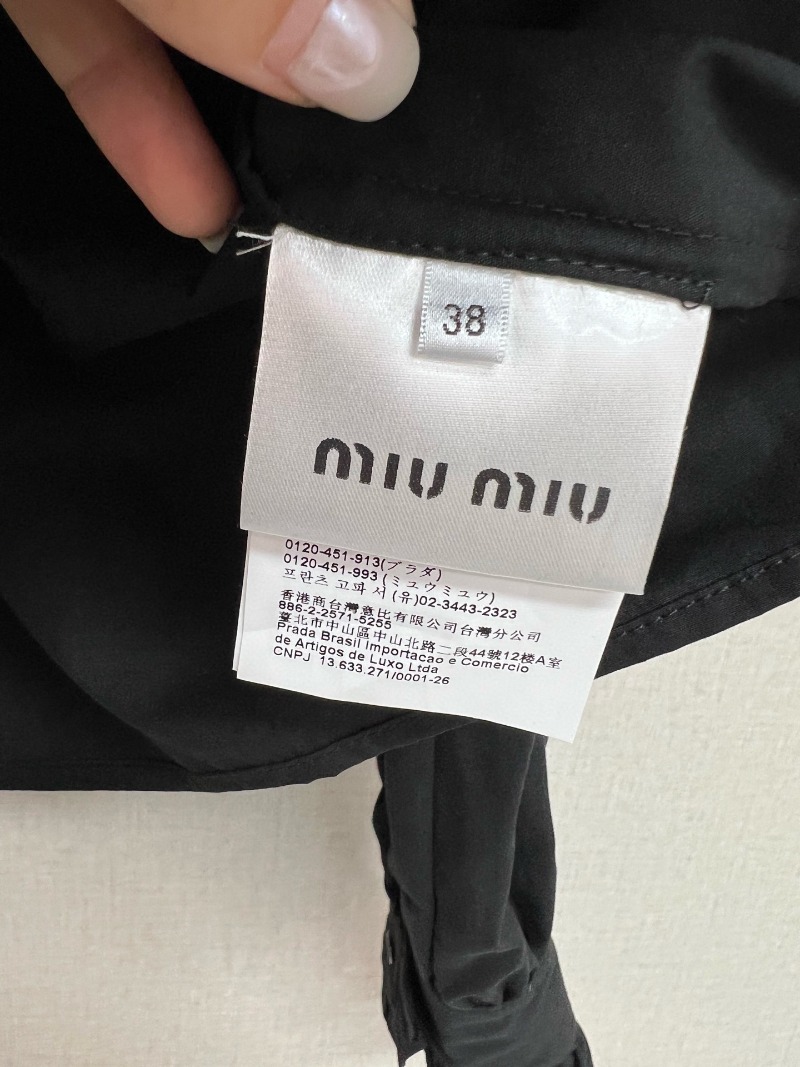 38
miu miu
0120-451-913(プラダ)
0120-451-993 (ミュウミュウ)
프란츠 고파 서 (유)02-3443-2323
香港商台灣意比有限公司台灣分公司
886-2-2571-5255
臺北市中山區中山北路二段44號12楼A室
Prada Brasil Importacao e Comercio
de Artigos de Luxo Ltda
CNPJ 13.633.271/0001-26